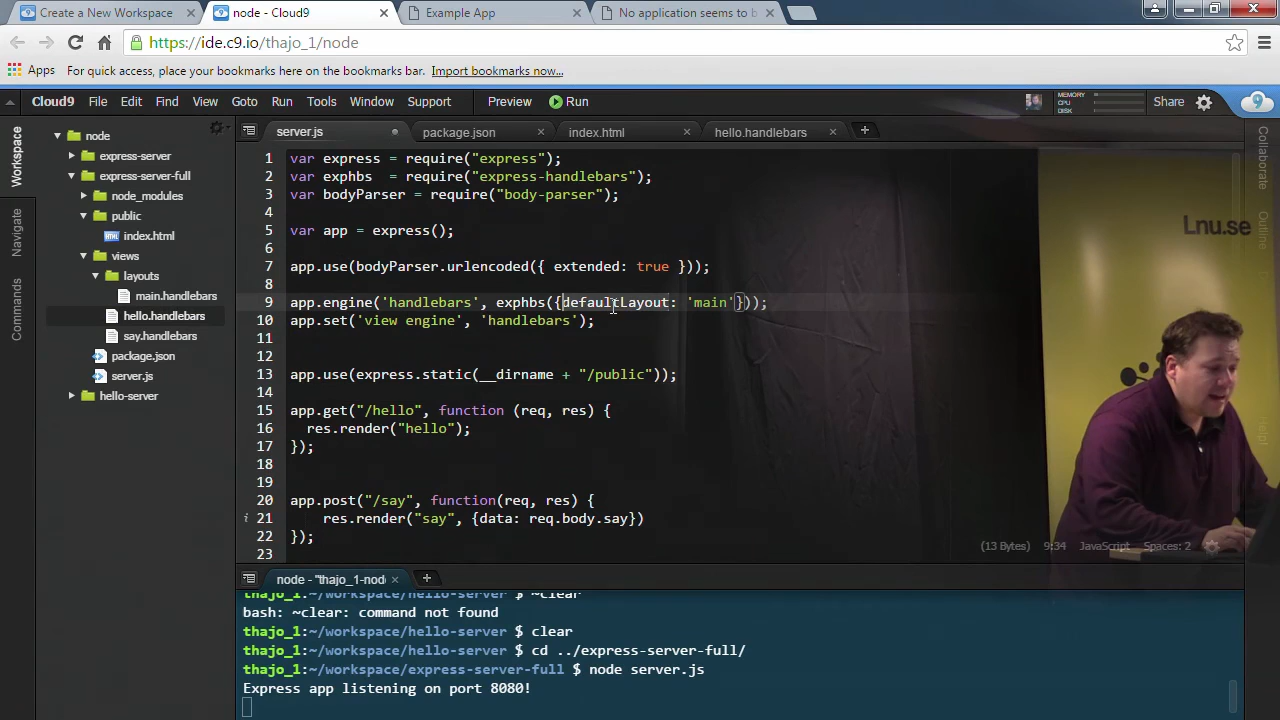 Create a New Workspace
node - Cloud9
Example App
No application seems to b
https://ide.c9.io/thajo_1/node
Apps
For quick access, place your bookmarks here on the bookmarks bar. Import bookmarks now...
Cloud9 File Edit Find View Goto Run Tools Window Support Preview Run
MEMORY
CPU
DISK
Share
9
Workspace
Navigate
Commands
node
express-server
express-server-full
node_modules
public
index.html
views
layouts
main.handlebars
hello.handlebars
say.handlebars
package.json
server.js
hello-server
server.js package.json index.html hello.handlebars
1 var express = require("express");
2 var exphbs  = require("express-handlebars");
3 var bodyParser = require("body-parser");
4
5 var app = express();
6
7 app.use(bodyParser.urlencoded({ extended: true }));
8
9 app.engine('handlebars', exphbs({defaultLayout: 'main'}));
10 app.set('view engine', 'handlebars');
11
12
13 app.use(express.static(__dirname + "/public"));
14
15 app.get("/hello", function (req, res) {
16   res.render("hello");
17 });
18
19
20 app.post("/say", function(req, res) {
21     res.render("say", {data: req.body.say})
22 });
23
(13 Bytes) 9:34 JavaScript Spaces: 2
Collaborate
Outline
Help!
Lnu.se
node - "thajo_1-node
thajo_1:~/workspace/hello-server $ ~clear
bash: ~clear: command not found
thajo_1:~/workspace/hello-server $ clear
thajo_1:~/workspace/hello-server $ cd ../express-server-full/
thajo_1:~/workspace/express-server-full $ node server.js
Express app listening on port 8080!